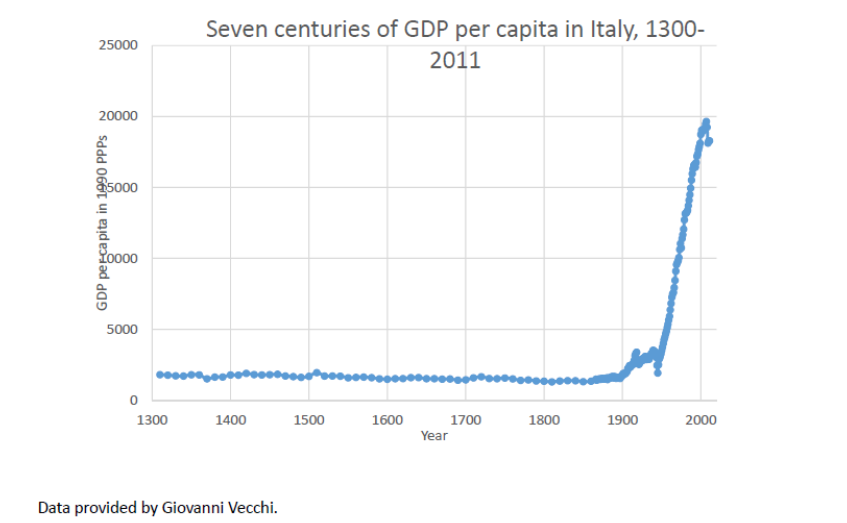 Seven centuries of GDP per capita in Italy, 1300-
2011
25000
20000
15000
10000
5000
0
GDP per capita in 1990 PPPs
1300 1400 1500 1600 1700 1800 1900 2000
Year
Data provided by Giovanni Vecchi.